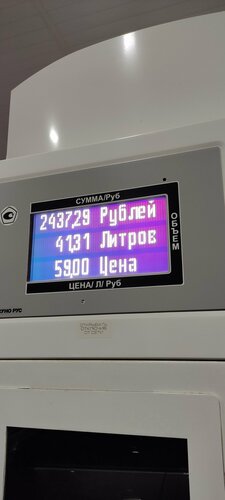 СУММА/Руб
2437,29 Рублей
41,31 Литров
59,00 Цена
ОБЪЕМ
ЦЕНА/ Л/ Руб